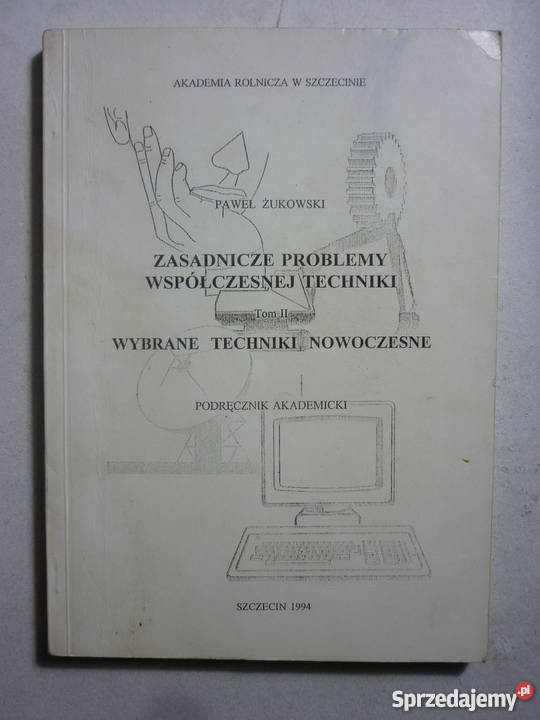 AKADEMIA ROLNICZA W SZCZECINIE
PAWEŁ ŻUKOWSKI
ZASADNICZE PROBLEMY
WSPÓŁCZESNEJ TECHNIKI
Tom II
WYBRANE TECHNIKI NOWOCZESNE
PODRĘCZNIK AKADEMICKI
SZCZECIN 1994
Sprzedajemy.pl